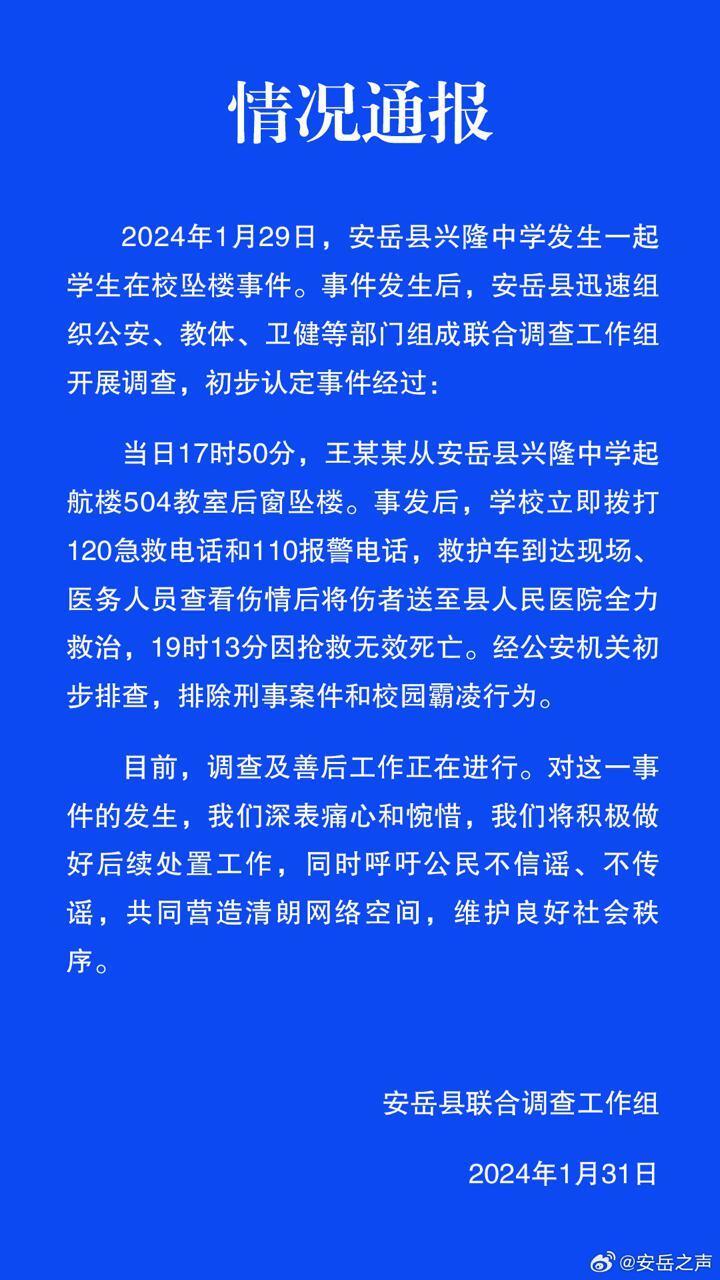 情况通报
2024年1月29日，安岳县兴隆中学发生一起
学生在校坠楼事件。事件发生后，安岳县迅速组
织公安、教体、卫健等部门组成联合调查工作组
开展调查，初步认定事件经过：
当日17时50分，王某某从安岳县兴隆中学起
航楼504教室后窗坠楼。事发后，学校立即拨打
120急救电话和110报警电话，救护车到达现场、
医务人员查看伤情后将伤者送至县人民医院全力
救治，19时13分因抢救无效死亡。经公安机关初
步排查，排除刑事案件和校园霸凌行为。
目前，调查及善后工作正在进行。对这一事
件的发生，我们深表痛心和惋惜，我们将积极做
好后续处置工作，同时呼吁公民不信谣、不传
谣，共同营造清朗网络空间，维护良好社会秩
序。
安岳县联合调查工作组
2024年1月31日
@安岳之声